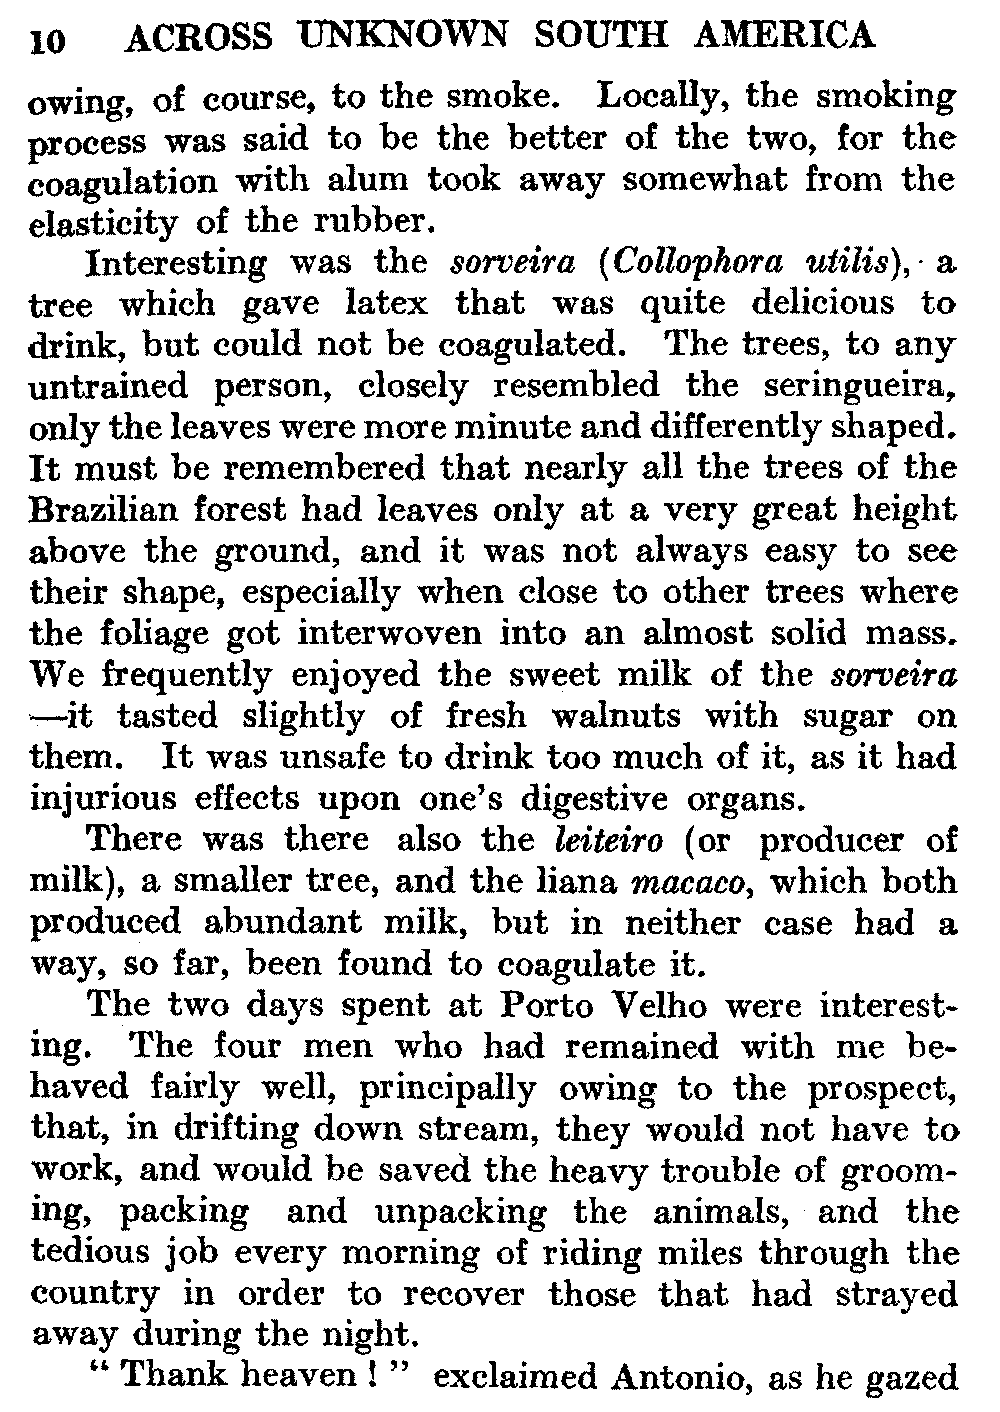 10 ACROSS UNKNOWN SOUTH AMERICA
owing, of course, to the smoke. Locally, the smoking
process was said to be the better of the two, for the
coagulation with alum took away somewhat from the
elasticity of the rubber.
Interesting was the sorveira (Collophora utilis), a
tree which gave latex that was quite delicious to
drink, but could not be coagulated. The trees, to any
untrained person, closely resembled the seringueira,
only the leaves were more minute and differently shaped.
It must be remembered that nearly all the trees of the
Brazilian forest had leaves only at a very great height
above the ground, and it was not always easy to see
their shape, especially when close to other trees where
the foliage got interwoven into an almost solid mass.
We frequently enjoyed the sweet milk of the sorveira
—it tasted slightly of fresh walnuts with sugar on
them. It was unsafe to drink too much of it, as it had
injurious effects upon one's digestive organs.
There was there also the leiteiro (or producer of
milk), a smaller tree, and the liana macaco, which both
produced abundant milk, but in neither case had a
way, so far, been found to coagulate it.
The two days spent at Porto Velho were interest-
ing. The four men who had remained with me be-
haved fairly well, principally owing to the prospect,
that, in drifting down stream, they would not have to
work, and would be saved the heavy trouble of groom-
ing, packing and unpacking the animals, and the
tedious job every morning of riding miles through the
country in order to recover those that had strayed
away during the night.
“ Thank heaven ! ” exclaimed Antonio, as he gazed